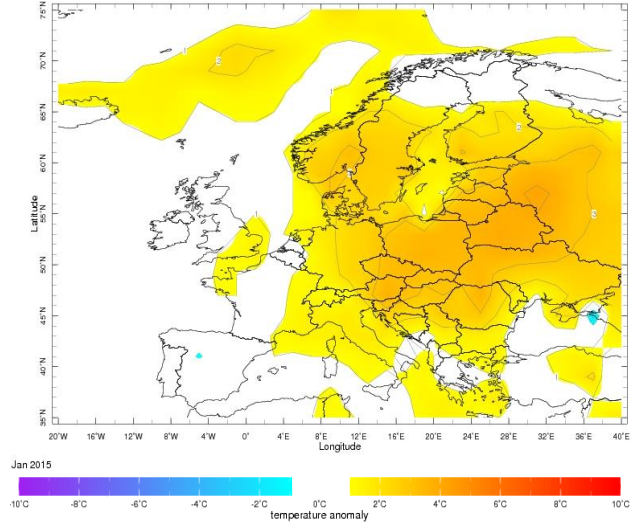 75°N
70°N
65°N
60°N
55°N
50°N
45°N
40°N
35°N
Latitude
20°W 16°W 12°W 8°W 4°W 0°E 4°E 8°E 12°E 16°E 20°E 24°E 28°E 32°E 36°E 40°E
Longitude
Jan 2015
-10°C -8°C -6°C -4°C -2°C 0°C 2°C 4°C 6°C 8°C 10°C
temperature anomaly